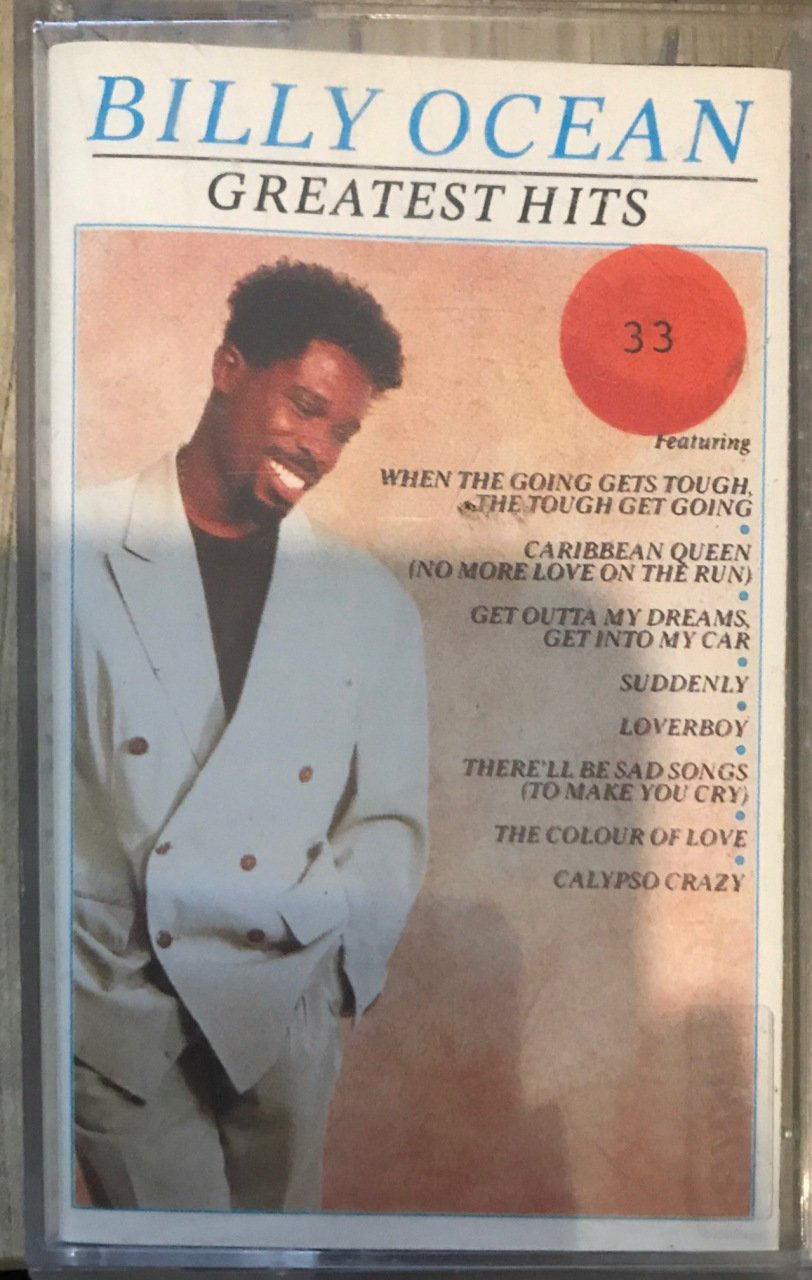 BILLY OCEAN
GREATEST HITS
33
Featuring
WHEN THE GOING GETS TOUGH,
THE TOUGH GET GOING
CARIBBEAN QUEEN
(NO MORE LOVE ON THE RUN)
GET OUTTA MY DREAMS,
GET INTO MY CAR
SUDDENLY
LOVERBOY
THERE'LL BE SAD SONGS
(TO MAKE YOU CRY)
THE COLOUR OF LOVE
CALYPSO CRAZY